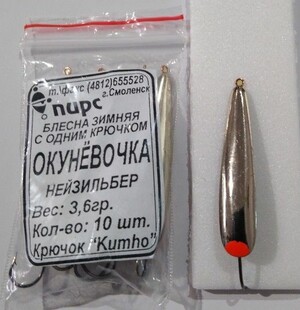 т.\факс (4812)555528
г.Смоленск
пирс
БЛЕСНА ЗИМНЯЯ
С ОДНИМ КРЮЧКОМ
ОКУНЁВОЧКА
НЕЙЗИЛЬБЕР
Вес: 3,6гр.
Кол-во: 10 шт.
Крючок "Kumho"